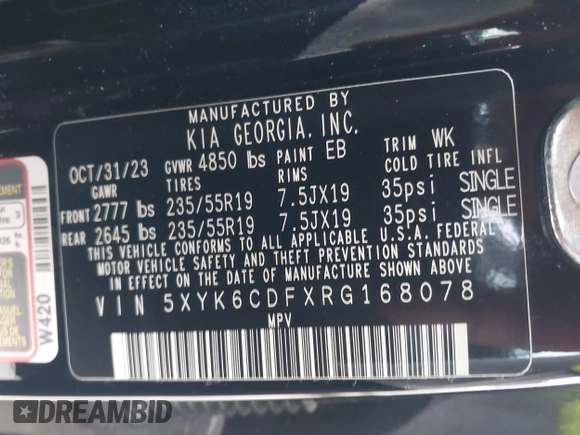 MANUFACTURED BY
KIA GEORGIA, INC.
OCT/31/23 GVWR 4850 lbs PAINT EB TRIM WK
GAWR TIRES RIMS COLD TIRE INFL
FRONT 2777 lbs 235/55R19 7.5JX19 35psi SINGLE
REAR 2645 lbs 235/55R19 7.5JX19 35psi SINGLE
THIS VEHICLE CONFORMS TO ALL APPLICABLE U.S.A. FEDERAL
MOTOR VEHICLE SAFETY AND THEFT PREVENTION STANDARDS
IN EFFECT ON THE DATE OF MANUFACTURE SHOWN ABOVE.
VIN 5XYK6CDFXRG168078
MPV
W420
DREAMBID